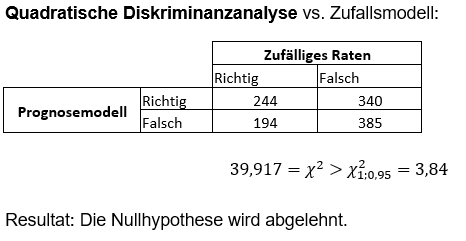 Quadratische Diskriminanzanalyse vs. Zufallsmodell:
Zufälliges Raten
Richtig Falsch
Prognosemodell
Richtig 244 340
Falsch 194 385
39,917 = χ² > χ²₁;₀,₉₅ = 3,84
Resultat: Die Nullhypothese wird abgelehnt.